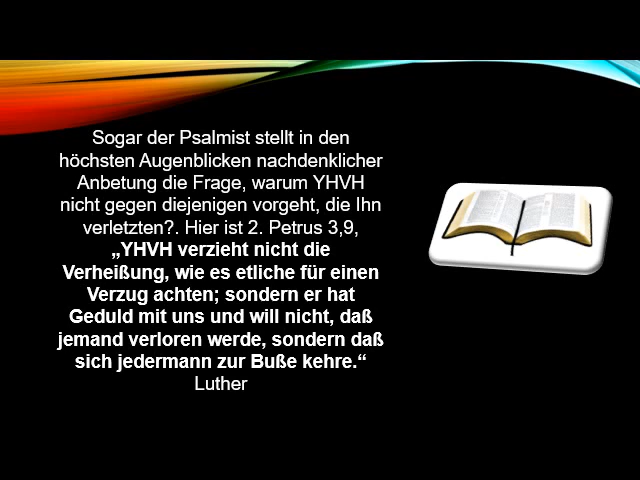 Sogar der Psalmist stellt in den
höchsten Augenblicken nachdenklicher
Anbetung die Frage, warum YHVH
nicht gegen diejenigen vorgeht, die Ihn
verletzten?. Hier ist 2. Petrus 3,9,
„YHVH verzieht nicht die
Verheißung, wie es etliche für einen
Verzug achten; sondern er hat
Geduld mit uns und will nicht, daß
jemand verloren werde, sondern daß
sich jedermann zur Buße kehre.“
Luther